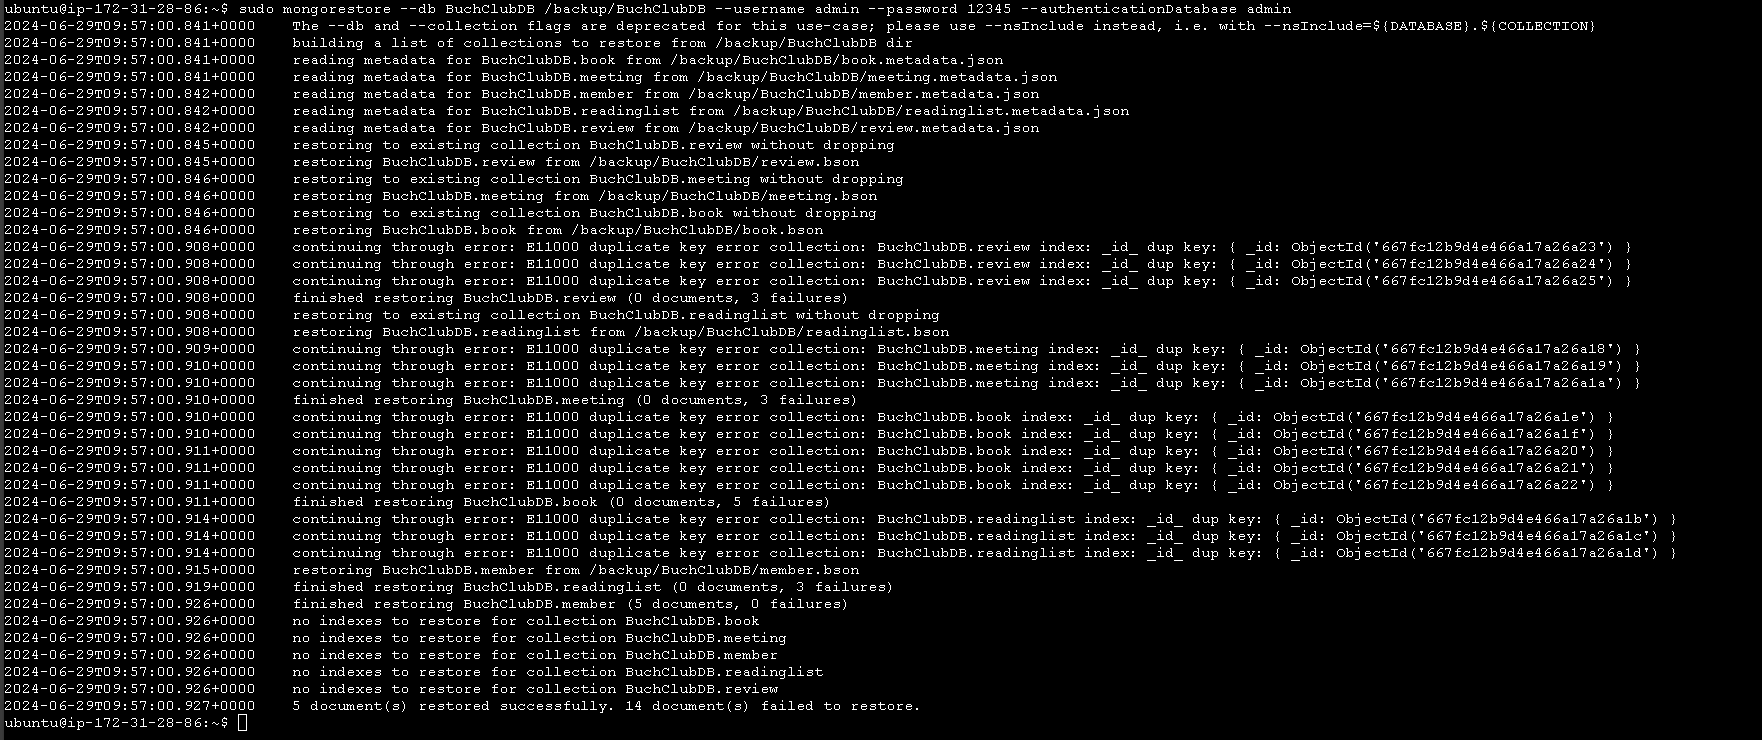 ubuntu@ip-172-31-28-86:~$ sudo mongorestore --db BuchClubDB /backup/BuchClubDB --username admin --password 12345 --authenticationDatabase admin
2024-06-29T09:57:00.841+0000    The --db and --collection flags are deprecated for this use-case; please use --nsInclude instead, i.e. with --nsInclude=${DATABASE}.${COLLECTION}
2024-06-29T09:57:00.841+0000    building a list of collections to restore from /backup/BuchClubDB dir
2024-06-29T09:57:00.841+0000    reading metadata for BuchClubDB.book from /backup/BuchClubDB/book.metadata.json
2024-06-29T09:57:00.841+0000    reading metadata for BuchClubDB.meeting from /backup/BuchClubDB/meeting.metadata.json
2024-06-29T09:57:00.842+0000    reading metadata for BuchClubDB.member from /backup/BuchClubDB/member.metadata.json
2024-06-29T09:57:00.842+0000    reading metadata for BuchClubDB.readinglist from /backup/BuchClubDB/readinglist.metadata.json
2024-06-29T09:57:00.842+0000    reading metadata for BuchClubDB.review from /backup/BuchClubDB/review.metadata.json
2024-06-29T09:57:00.845+0000    restoring to existing collection BuchClubDB.review without dropping
2024-06-29T09:57:00.845+0000    restoring BuchClubDB.review from /backup/BuchClubDB/review.bson
2024-06-29T09:57:00.846+0000    restoring to existing collection BuchClubDB.meeting without dropping
2024-06-29T09:57:00.846+0000    restoring BuchClubDB.meeting from /backup/BuchClubDB/meeting.bson
2024-06-29T09:57:00.846+0000    restoring to existing collection BuchClubDB.book without dropping
2024-06-29T09:57:00.846+0000    restoring BuchClubDB.book from /backup/BuchClubDB/book.bson
2024-06-29T09:57:00.908+0000    continuing through error: E11000 duplicate key error collection: BuchClubDB.review index: _id_ dup key: { _id: ObjectId('667fc12b9d4e466a17a26a23') }
2024-06-29T09:57:00.908+0000    continuing through error: E11000 duplicate key error collection: BuchClubDB.review index: _id_ dup key: { _id: ObjectId('667fc12b9d4e466a17a26a24') }
2024-06-29T09:57:00.908+0000    continuing through error: E11000 duplicate key error collection: BuchClubDB.review index: _id_ dup key: { _id: ObjectId('667fc12b9d4e466a17a26a25') }
2024-06-29T09:57:00.908+0000    finished restoring BuchClubDB.review (0 documents, 3 failures)
2024-06-29T09:57:00.908+0000    restoring to existing collection BuchClubDB.readinglist without dropping
2024-06-29T09:57:00.908+0000    restoring BuchClubDB.readinglist from /backup/BuchClubDB/readinglist.bson
2024-06-29T09:57:00.909+0000    continuing through error: E11000 duplicate key error collection: BuchClubDB.meeting index: _id_ dup key: { _id: ObjectId('667fc12b9d4e466a17a26a18') }
2024-06-29T09:57:00.910+0000    continuing through error: E11000 duplicate key error collection: BuchClubDB.meeting index: _id_ dup key: { _id: ObjectId('667fc12b9d4e466a17a26a19') }
2024-06-29T09:57:00.910+0000    continuing through error: E11000 duplicate key error collection: BuchClubDB.meeting index: _id_ dup key: { _id: ObjectId('667fc12b9d4e466a17a26a1a') }
2024-06-29T09:57:00.910+0000    finished restoring BuchClubDB.meeting (0 documents, 3 failures)
2024-06-29T09:57:00.910+0000    continuing through error: E11000 duplicate key error collection: BuchClubDB.book index: _id_ dup key: { _id: ObjectId('667fc12b9d4e466a17a26a1e') }
2024-06-29T09:57:00.910+0000    continuing through error: E11000 duplicate key error collection: BuchClubDB.book index: _id_ dup key: { _id: ObjectId('667fc12b9d4e466a17a26a1f') }
2024-06-29T09:57:00.911+0000    continuing through error: E11000 duplicate key error collection: BuchClubDB.book index: _id_ dup key: { _id: ObjectId('667fc12b9d4e466a17a26a20') }
2024-06-29T09:57:00.911+0000    continuing through error: E11000 duplicate key error collection: BuchClubDB.book index: _id_ dup key: { _id: ObjectId('667fc12b9d4e466a17a26a21') }
2024-06-29T09:57:00.911+0000    continuing through error: E11000 duplicate key error collection: BuchClubDB.book index: _id_ dup key: { _id: ObjectId('667fc12b9d4e466a17a26a22') }
2024-06-29T09:57:00.911+0000    finished restoring BuchClubDB.book (0 documents, 5 failures)
2024-06-29T09:57:00.914+0000    continuing through error: E11000 duplicate key error collection: BuchClubDB.readinglist index: _id_ dup key: { _id: ObjectId('667fc12b9d4e466a17a26a1b') }
2024-06-29T09:57:00.914+0000    continuing through error: E11000 duplicate key error collection: BuchClubDB.readinglist index: _id_ dup key: { _id: ObjectId('667fc12b9d4e466a17a26a1c') }
2024-06-29T09:57:00.914+0000    continuing through error: E11000 duplicate key error collection: BuchClubDB.readinglist index: _id_ dup key: { _id: ObjectId('667fc12b9d4e466a17a26a1d') }
2024-06-29T09:57:00.915+0000    restoring BuchClubDB.member from /backup/BuchClubDB/member.bson
2024-06-29T09:57:00.919+0000    finished restoring BuchClubDB.readinglist (0 documents, 3 failures)
2024-06-29T09:57:00.926+0000    finished restoring BuchClubDB.member (5 documents, 0 failures)
2024-06-29T09:57:00.926+0000    no indexes to restore for collection BuchClubDB.book
2024-06-29T09:57:00.926+0000    no indexes to restore for collection BuchClubDB.meeting
2024-06-29T09:57:00.926+0000    no indexes to restore for collection BuchClubDB.member
2024-06-29T09:57:00.926+0000    no indexes to restore for collection BuchClubDB.readinglist
2024-06-29T09:57:00.926+0000    no indexes to restore for collection BuchClubDB.review
2024-06-29T09:57:00.927+0000    5 document(s) restored successfully. 14 document(s) failed to restore.
ubuntu@ip-172-31-28-86:~$